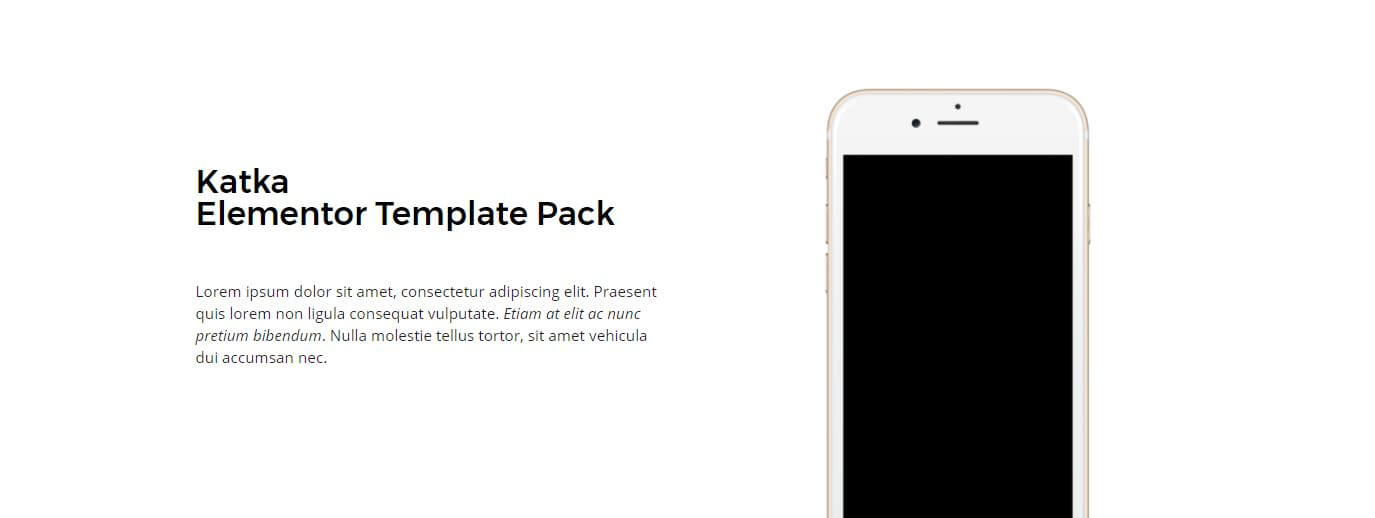 Katka
Elementor Template Pack
Lorem ipsum dolor sit amet, consectetur adipiscing elit. Praesent
quis lorem non ligula consequat vulputate. Etiam at elit ac nunc
pretium bibendum. Nulla molestie tellus tortor, sit amet vehicula
dui accumsan nec.